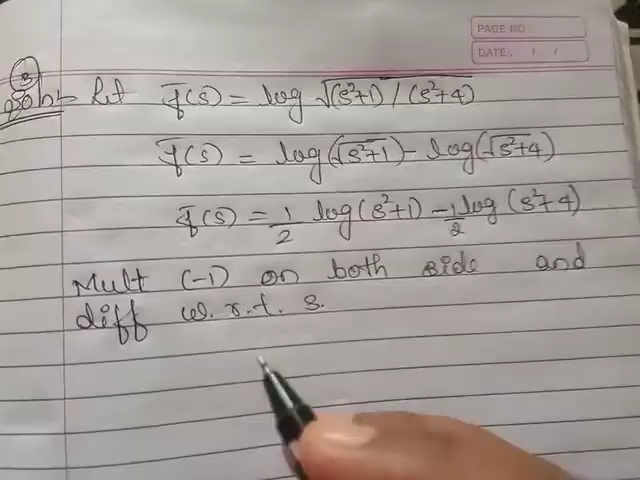 PAGE NO:
DATE: / /
3
Soln- Let f̄(s) = log √(s²+1) / (s²+4)
f̄(s) = log(√s²+1) - log(√s²+4)
f̄(s) = 1/2 log(s²+1) - 1/2 log(s²+4)
Mult (-1) on both side and
diff w.r.t. s.